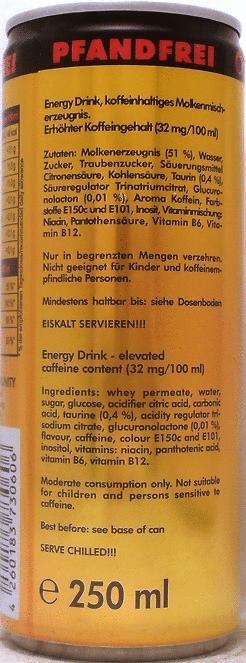 PFANDFREI
Energy Drink, koffeinhaltiges Molkenmisch-
erzeugnis.
Erhöhter Koffeingehalt (32 mg/100 ml)
Zutaten: Molkenerzeugnis (51 %), Wasser,
Zucker, Traubenzucker, Säuerungsmittel
Citronensäure, Kohlensäure, Taurin (0,4 %),
Säureregulator Trinatriumcitrat, Glucuro-
nolacton (0,01 %), Aroma Koffein, Farb-
stoffe E150c und E101, Inosit, Vitaminmischung:
Niacin, Pantothensäure, Vitamin B6, Vita-
min B12.
Nur in begrenzten Mengen verzehren.
Nicht geeignet für Kinder und koffeinem-
pfindliche Personen.
Mindestens haltbar bis: siehe Dosenboden
EISKALT SERVIEREN!!!
Energy Drink - elevated
caffeine content (32 mg/100 ml)
Ingredients: whey permeate, water,
sugar, glucose, acidifier citric acid, carbonic
acid, taurine (0,4 %), acidity regulator tri-
sodium citrate, glucuronolactone (0,01 %),
flavour, caffeine, colour E150c and E101,
inositol, vitamins: niacin, panthotenic acid,
vitamin B6, vitamin B12.
Moderate consumption only. Not suitable
for children and persons sensitive to
caffeine.
Best before: see base of can
SERVE CHILLED!!!
e 250 ml